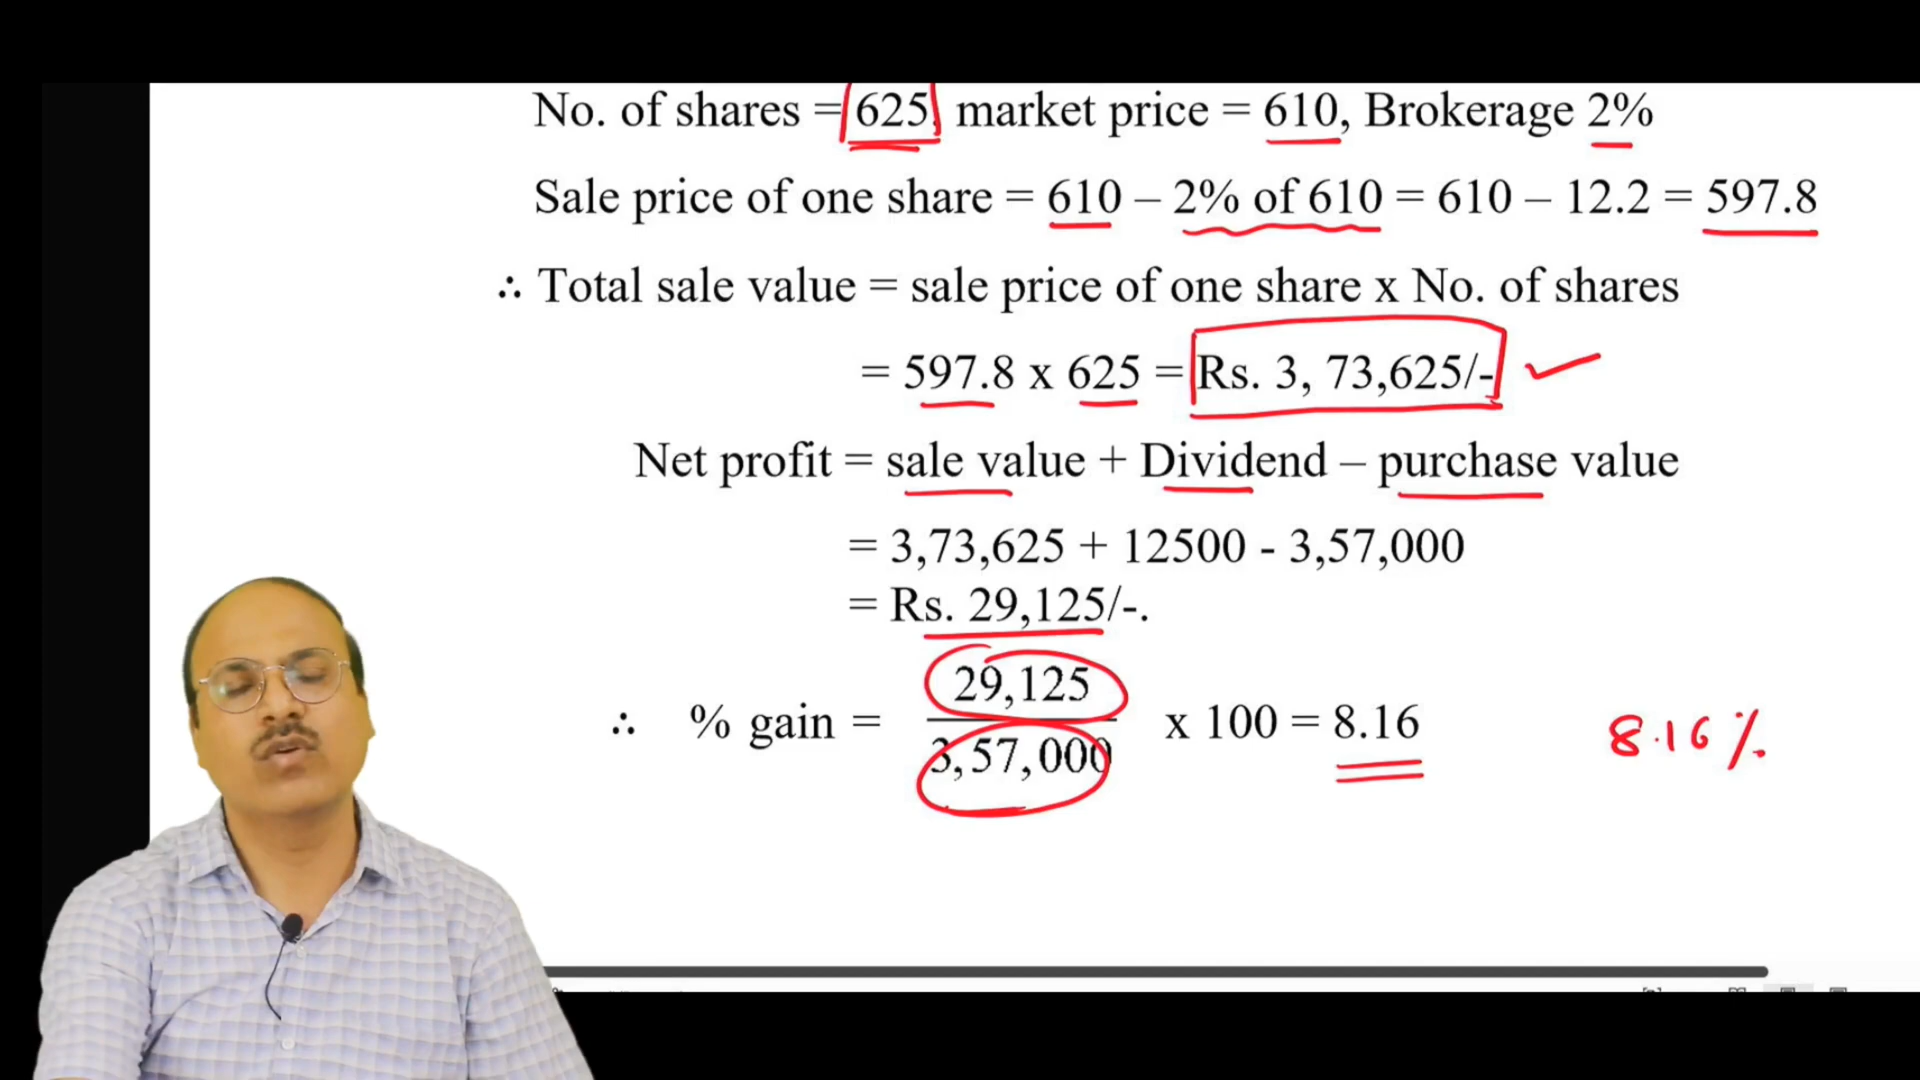 No. of shares = 625, market price = 610, Brokerage 2%
Sale price of one share = 610 – 2% of 610 = 610 – 12.2 = 597.8
∴ Total sale value = sale price of one share x No. of shares
= 597.8 x 625 = Rs. 3, 73,625/-
Net profit = sale value + Dividend – purchase value
= 3,73,625 + 12500 - 3,57,000
= Rs. 29,125/-.
29,125
∴ % gain = x 100 = 8.16 8.16%
3,57,000